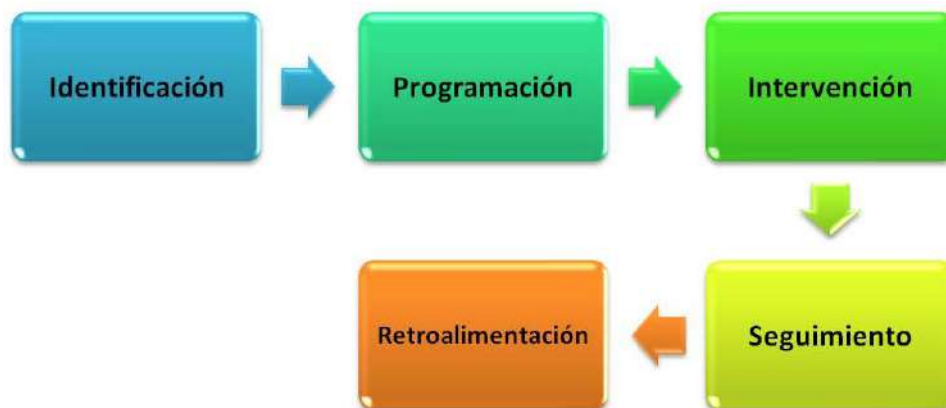 Identificación
Programación
Intervención
Seguimiento
Retroalimentación